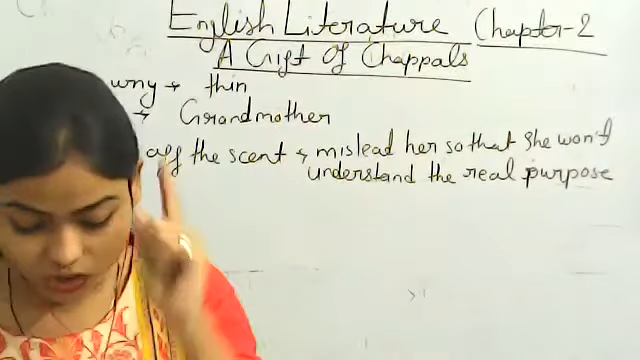 English Literature Chapter-2
A Gift Of Chappals
wny → thin
→ Grandmother
off the scent → mislead her so that she won't
understand the real purpose